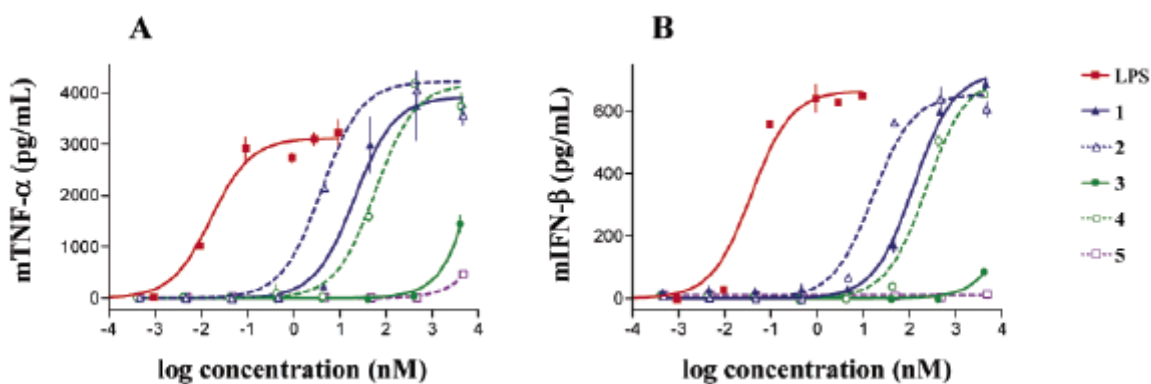 A
mTNF-α (pg/mL)
4000
3000
2000
1000
0
-4 -3 -2 -1 0 1 2 3 4
log concentration (nM)
B
mIFN-β (pg/mL)
600
400
200
0
-4 -3 -2 -1 0 1 2 3 4
log concentration (nM)
LPS
1
2
3
4
5